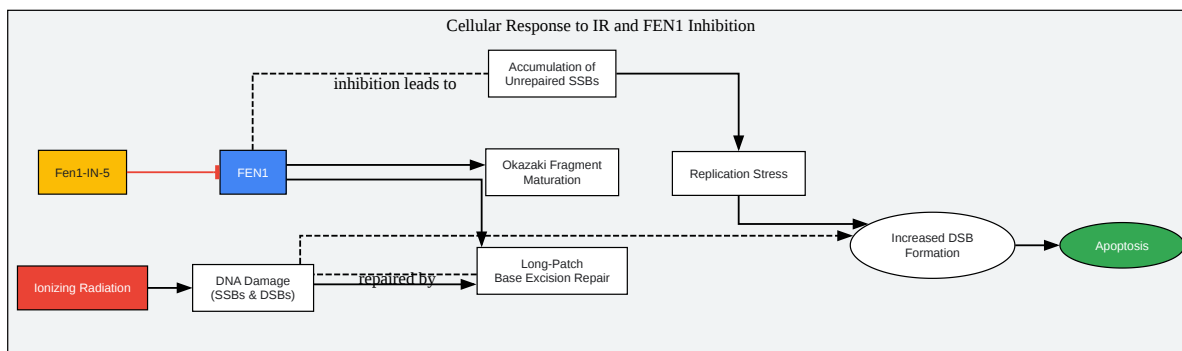 Cellular Response to IR and FEN1 Inhibition
Accumulation of
Unrepaired SSBs
inhibition leads to
Fen1-IN-5
FEN1
Okazaki Fragment
Maturation
Replication Stress
Increased DSB
Formation
Apoptosis
Ionizing Radiation
DNA Damage
(SSBs & DSBs)
repaired by
Long-Patch
Base Excision Repair